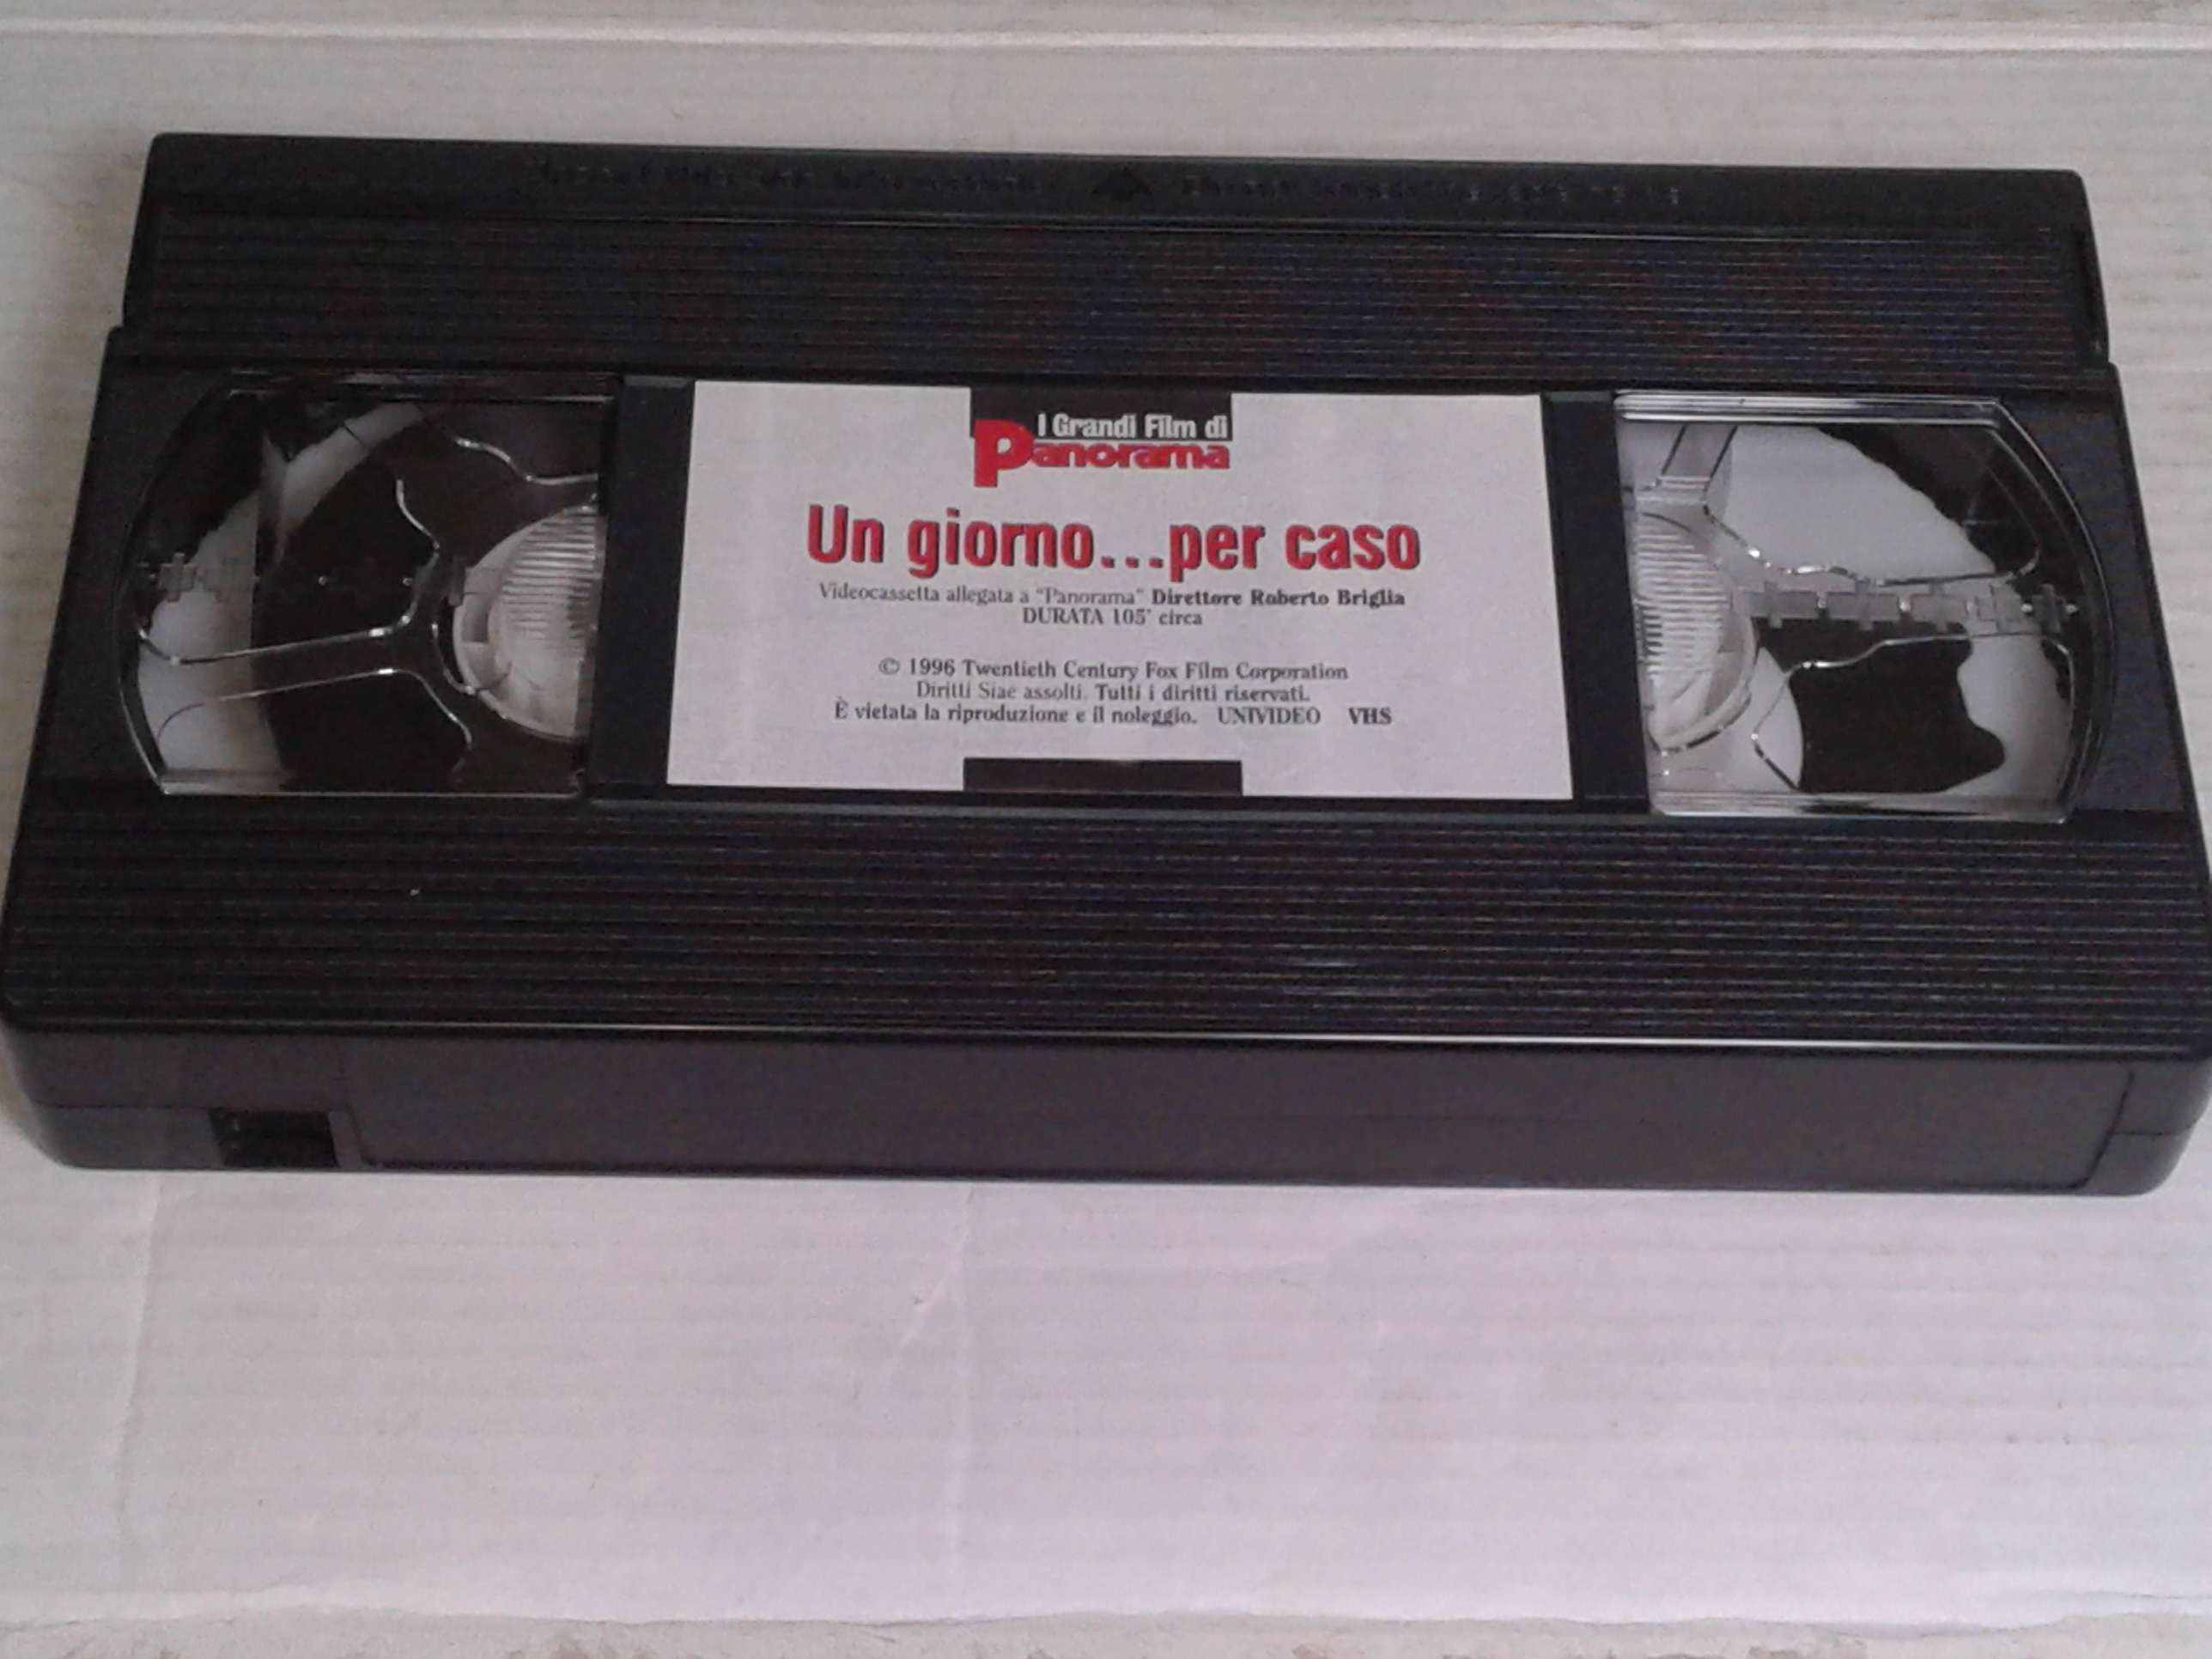 I Grandi Film di
Panorama
Un giorno...per caso
Videocassetta allegata a "Panorama" Direttore Roberto Briglia
DURATA 105' circa
© 1996 Twentieth Century Fox Film Corporation
Diritti Siae assolti. Tutti i diritti riservati.
È vietata la riproduzione e il noleggio. UNIVIDEO VHS